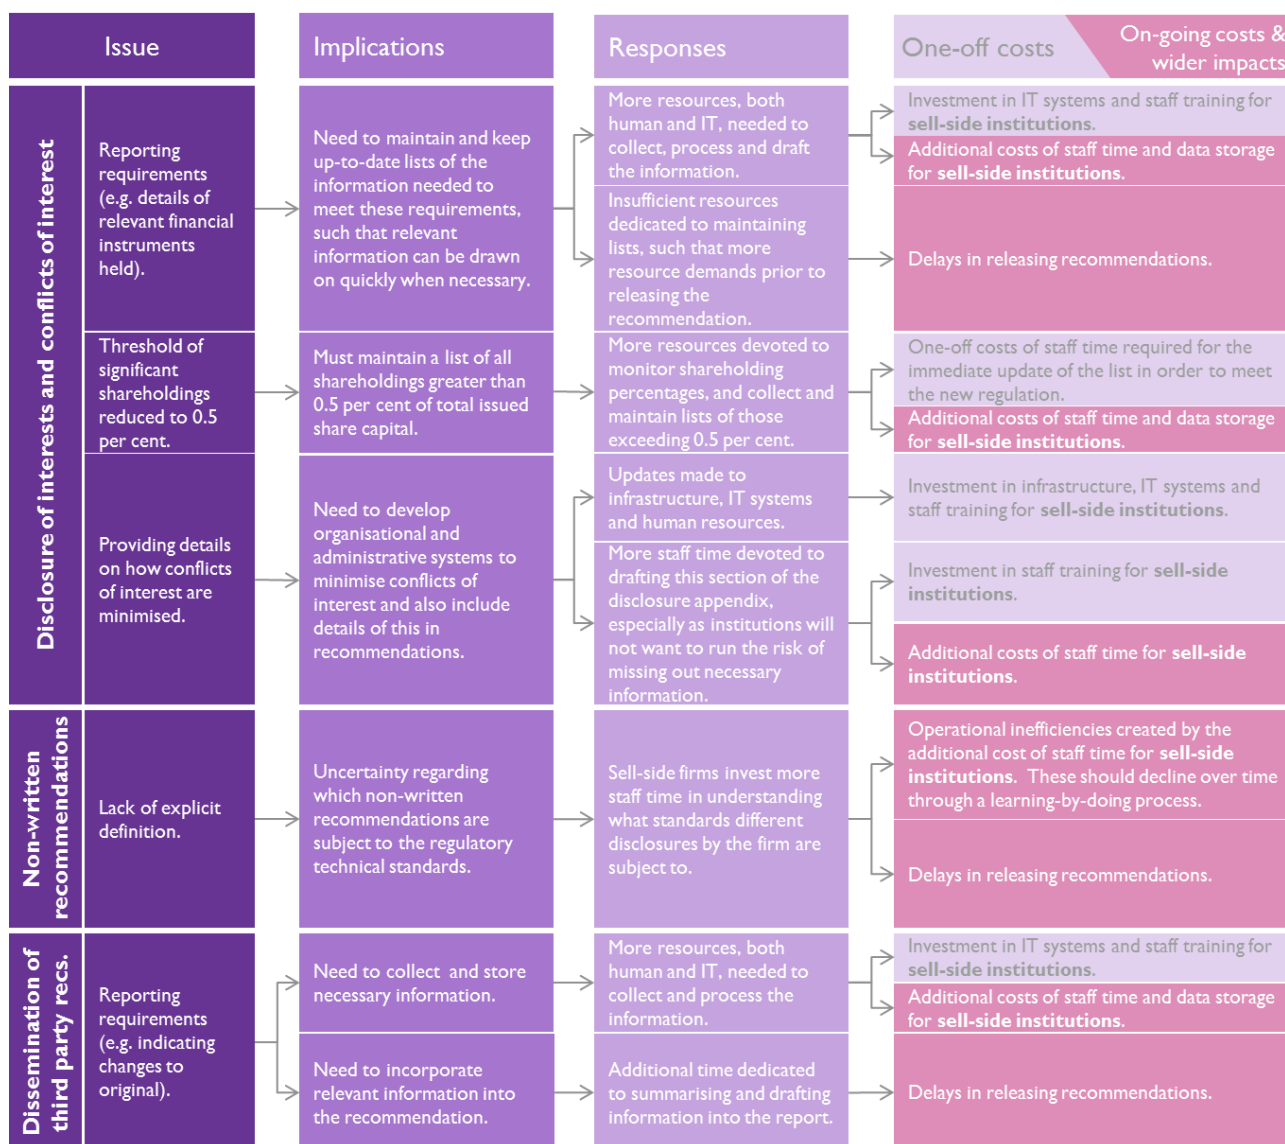 Issue
Implications
Responses
One-off costs
On-going costs &
wider impacts
Disclosure of interests and conflicts of interest
Reporting
requirements
(e.g. details of
relevant financial
instruments
held).
Need to maintain and keep
up-to-date lists of the
information needed to
meet these requirements,
such that relevant
information can be drawn
on quickly when necessary.
More resources, both
human and IT, needed to
collect, process and draft
the information.
Insufficient resources
dedicated to maintaining
lists, such that more
resource demands prior to
releasing the
recommendation.
Investment in IT systems and staff training for
sell-side institutions.
Additional costs of staff time and data storage
for sell-side institutions.
Delays in releasing recommendations.
Threshold of
significant
shareholdings
reduced to 0.5
per cent.
Must maintain a list of all
shareholdings greater than
0.5 per cent of total issued
share capital.
More resources devoted to
monitor shareholding
percentages, and collect and
maintain lists of those
exceeding 0.5 per cent.
One-off costs of staff time required for the
immediate update of the list in order to meet
the new regulation.
Additional costs of staff time and data storage
for sell-side institutions.
Providing details
on how conflicts
of interest are
minimised.
Need to develop
organisational and
administrative systems to
minimise conflicts of
interest and also include
details of this in
recommendations.
Updates made to
infrastructure, IT systems
and human resources.
More staff time devoted to
drafting this section of the
disclosure appendix,
especially as institutions will
not want to run the risk of
missing out necessary
information.
Investment in infrastructure, IT systems and
staff training for sell-side institutions.
Investment in staff training for sell-side
institutions.
Additional costs of staff time for sell-side
institutions.
Non-written
recommendations
Lack of explicit
definition.
Uncertainty regarding
which non-written
recommendations are
subject to the regulatory
technical standards.
Sell-side firms invest more
staff time in understanding
what standards different
disclosures by the firm are
subject to.
Operational inefficiencies created by the
additional cost of staff time for sell-side
institutions. These should decline over time
through a learning-by-doing process.
Delays in releasing recommendations.
Dissemination of
third party recs.
Reporting
requirements
(e.g. indicating
changes to
original).
Need to collect and store
necessary information.
More resources, both
human and IT, needed to
collect and process the
information.
Investment in IT systems and staff training for
sell-side institutions.
Additional costs of staff time and data storage
for sell-side institutions.
Need to incorporate
relevant information into
the recommendation.
Additional time dedicated
to summarising and drafting
information into the report.
Delays in releasing recommendations.